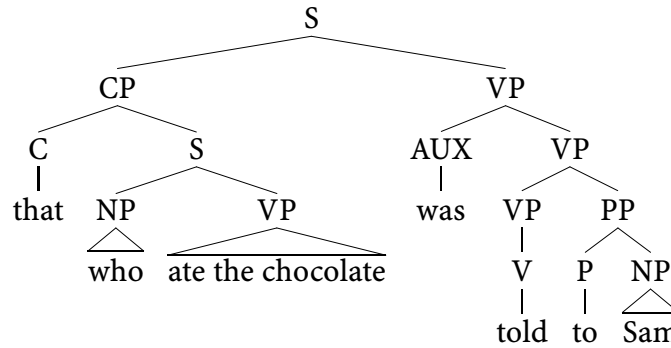 S
CP VP
C S AUX VP
that NP VP was VP PP
who ate the chocolate V P NP
told to Sam